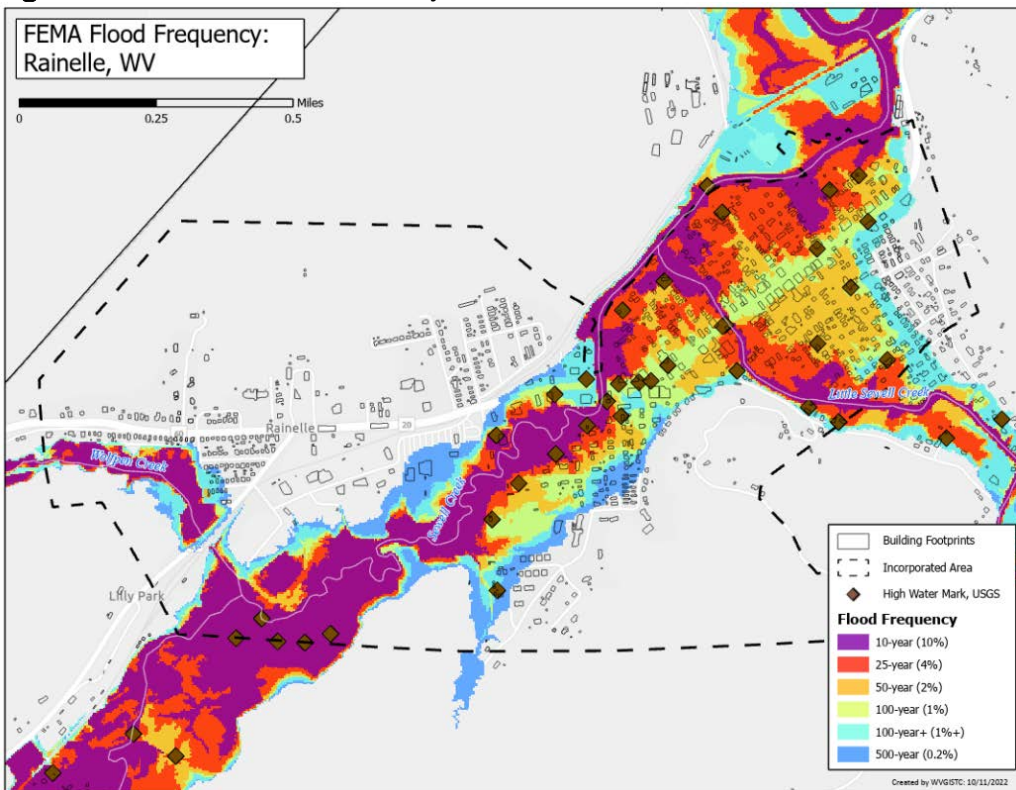 FEMA Flood Frequency:
Rainelle, WV
Miles
0 0.25 0.5
Rainelle
20
60
Wolfpen Creek
Sewell Creek
Little Sewell Creek
Lilly Park
Building Footprints
Incorporated Area
High Water Mark, USGS
Flood Frequency
10-year (10%)
25-year (4%)
50-year (2%)
100-year (1%)
100-year+ (1%+)
500-year (0.2%)
Created by WVGISTC: 10/11/2022